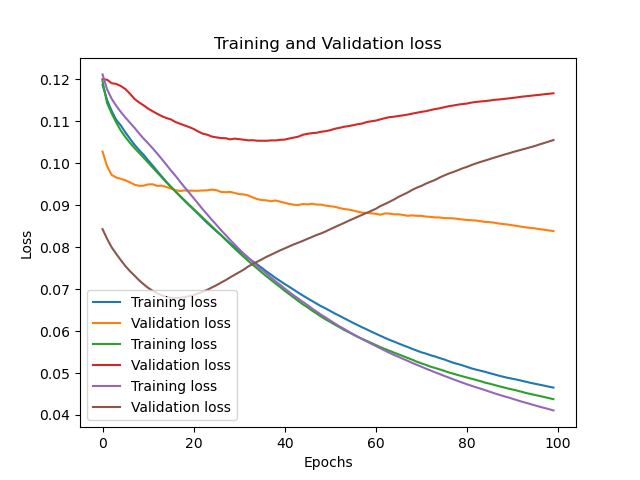 Training and Validation loss
0.12
0.11
0.10
0.09
0.08
0.07
0.06
0.05
0.04
Loss
Training loss
Validation loss
Training loss
Validation loss
Training loss
Validation loss
0 20 40 60 80 100
Epochs